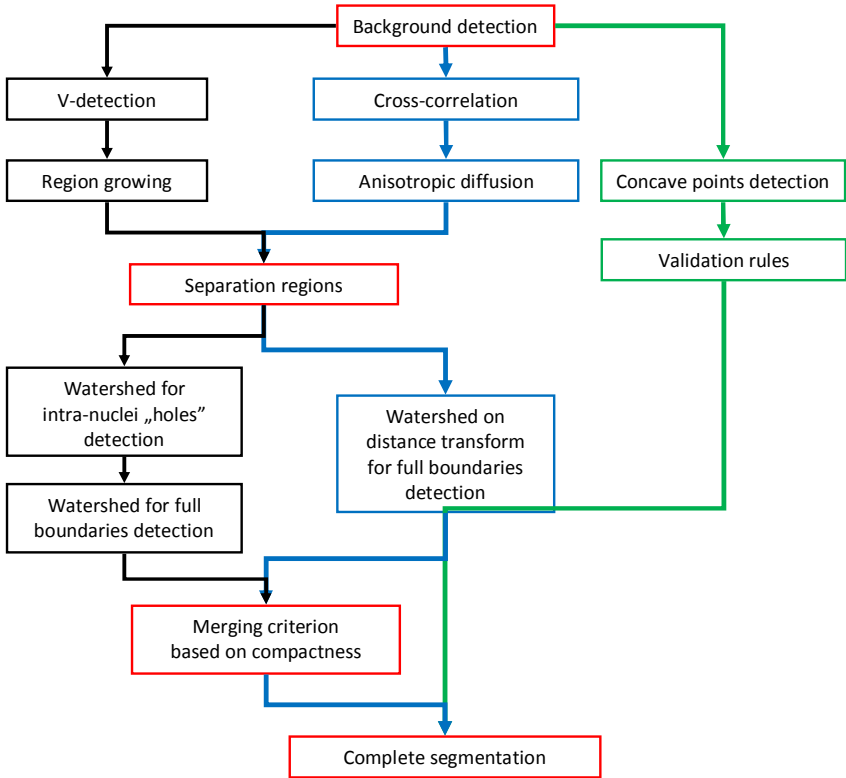 Background detection
V-detection
Cross-correlation
Region growing
Anisotropic diffusion
Concave points detection
Validation rules
Separation regions
Watershed for
intra-nuclei „holes”
detection
Watershed on
distance transform
for full boundaries
detection
Watershed for full
boundaries detection
Merging criterion
based on compactness
Complete segmentation